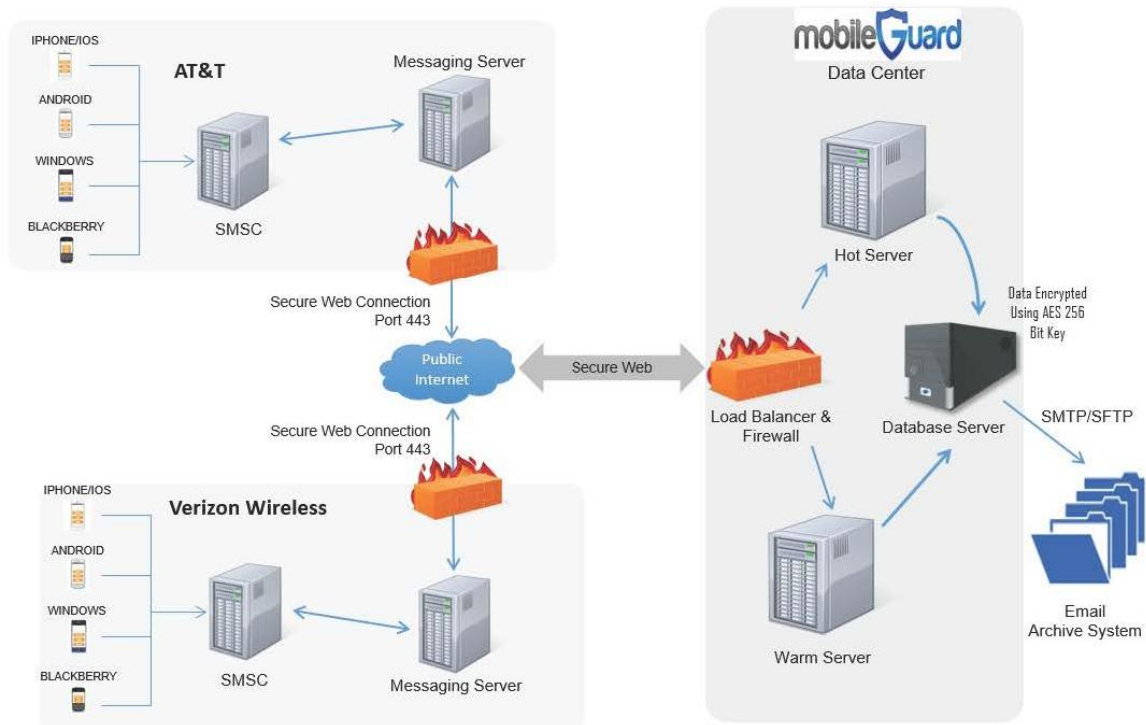 IPHONE/IOS
ANDROID
WINDOWS
BLACKBERRY
AT&T
SMSC
Messaging Server
Secure Web Connection
Port 443
Public
Internet
Secure Web Connection
Port 443
IPHONE/IOS
ANDROID
WINDOWS
BLACKBERRY
Verizon Wireless
SMSC
Messaging Server
Secure Web
mobileGuard
Data Center
Hot Server
Data Encrypted
Using AES 256
Bit Key
Load Balancer &
Firewall
Database Server
SMTP/SFTP
Warm Server
Email
Archive System